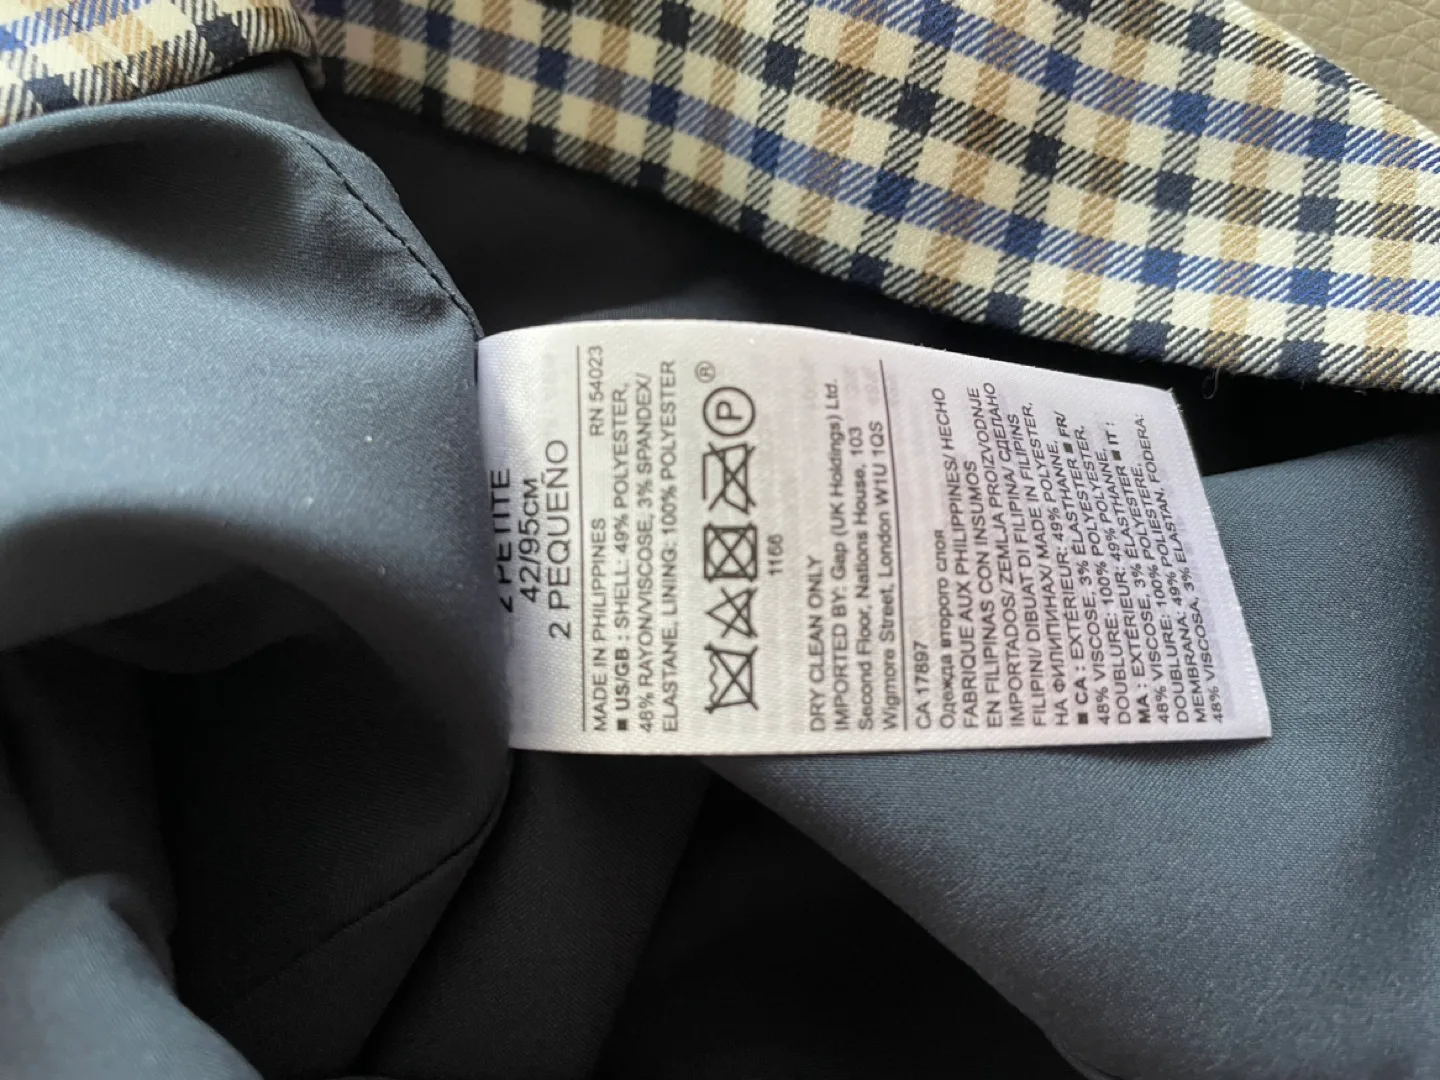 2 PETITE
42/95CM
2 PEQUEÑO
MADE IN PHILIPPINES RN 54023
■ US/GB : SHELL: 49% POLYESTER,
48% RAYON/VISCOSE, 3% SPANDEX/
ELASTANE, LINING: 100% POLYESTER
®
P
1166
DRY CLEAN ONLY
IMPORTED BY: Gap (UK Holdings) Ltd.
Second Floor, Nations House, 103
Wigmore Street, London W1U 1QS
CA 17897
Одежда второго слоя
FABRIQUE AUX PHILIPPINES/ HECHO
EN FILIPINAS CON INSUMOS
IMPORTADOS/ ZEMLJA PROIZVODNJE
FILIPINI/ DIBUAT DI FILIPINA/ СДЕЛАНО
НА ФИЛИПИНАХ/ MADE IN FILIPINS
■ CA : EXTÉRIEUR: 49% POLYESTER,
48% VISCOSE, 3% ÉLASTHANNE,
DOUBLURE: 100% POLYESTER ■ FR/
MA : EXTÉRIEUR: 49% POLYESTER,
48% VISCOSE, 3% ÉLASTHANNE,
DOUBLURE: 100% POLYESTER ■ IT :
MEMBRANA: 49% POLIESTAN, FODERA:
48% VISCOSA, 3% ELASTAN,